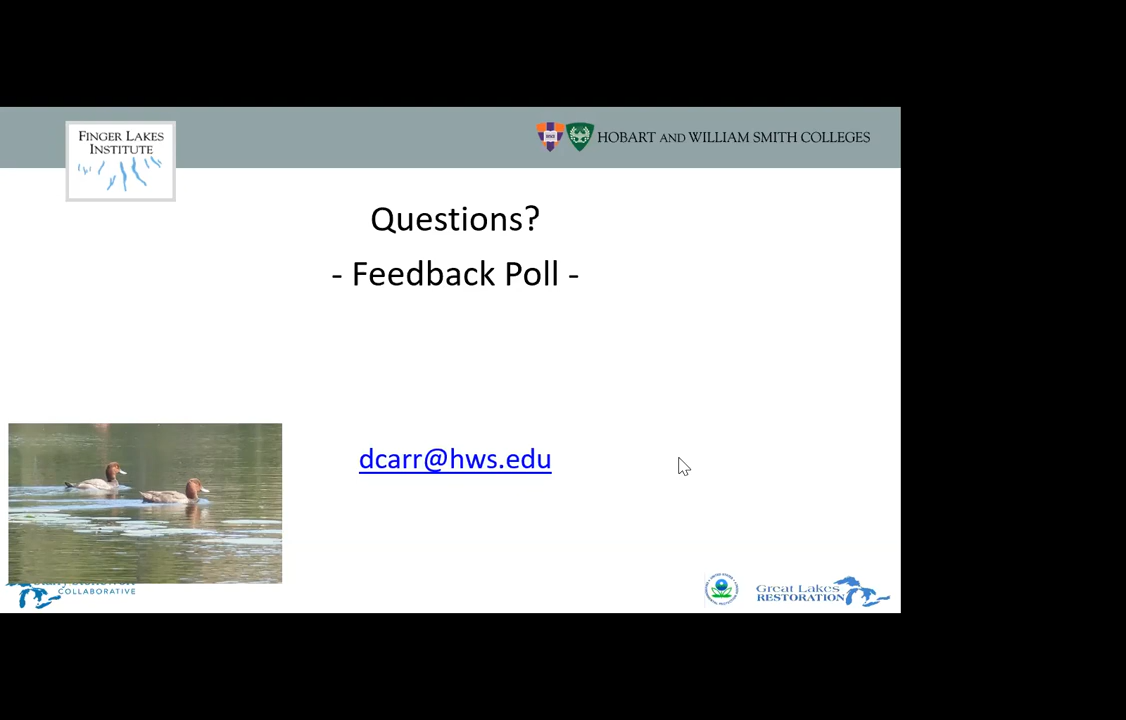 FINGER LAKES
INSTITUTE
HOBART AND WILLIAM SMITH COLLEGES
Questions?
- Feedback Poll -
dcarr@hws.edu
COLLABORATIVE
Great Lakes
RESTORATION